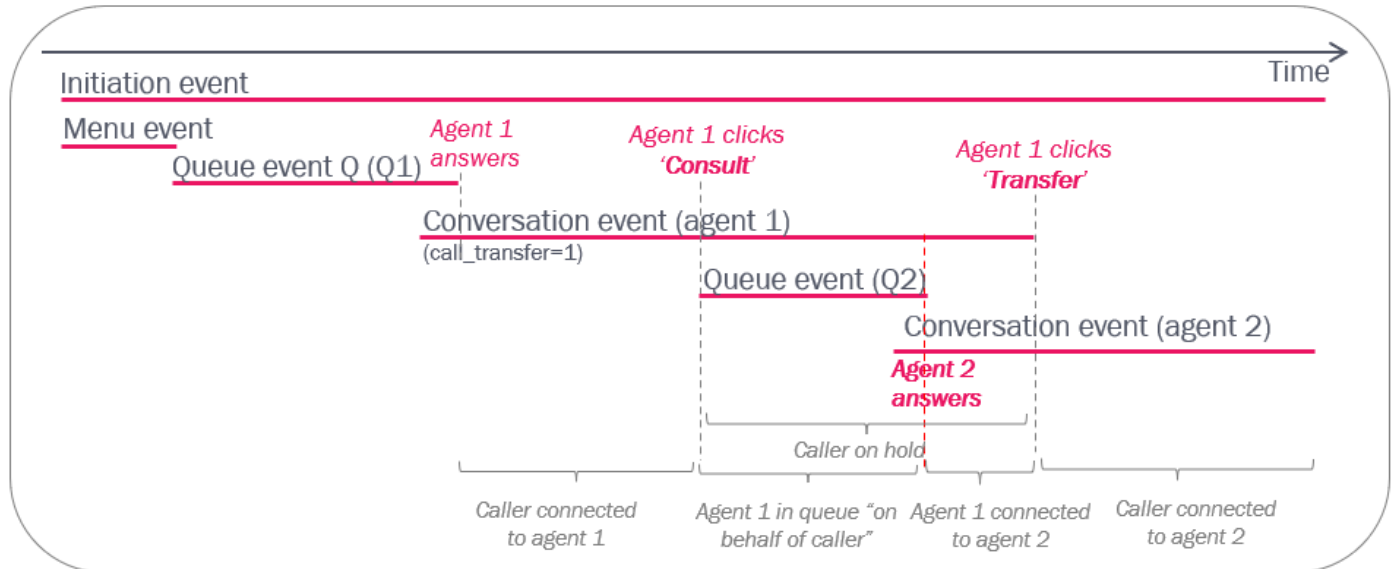 Time
Initiation event
Menu event
Agent 1
answers
Agent 1 clicks
‘Consult’
Agent 1 clicks
‘Transfer’
Queue event Q (Q1)
Conversation event (agent 1)
(call_transfer=1)
Queue event (Q2)
Conversation event (agent 2)
Agent 2
answers
Caller on hold
Caller connected
to agent 1
Agent 1 in queue “on
behalf of caller”
Agent 1 connected
to agent 2
Caller connected
to agent 2